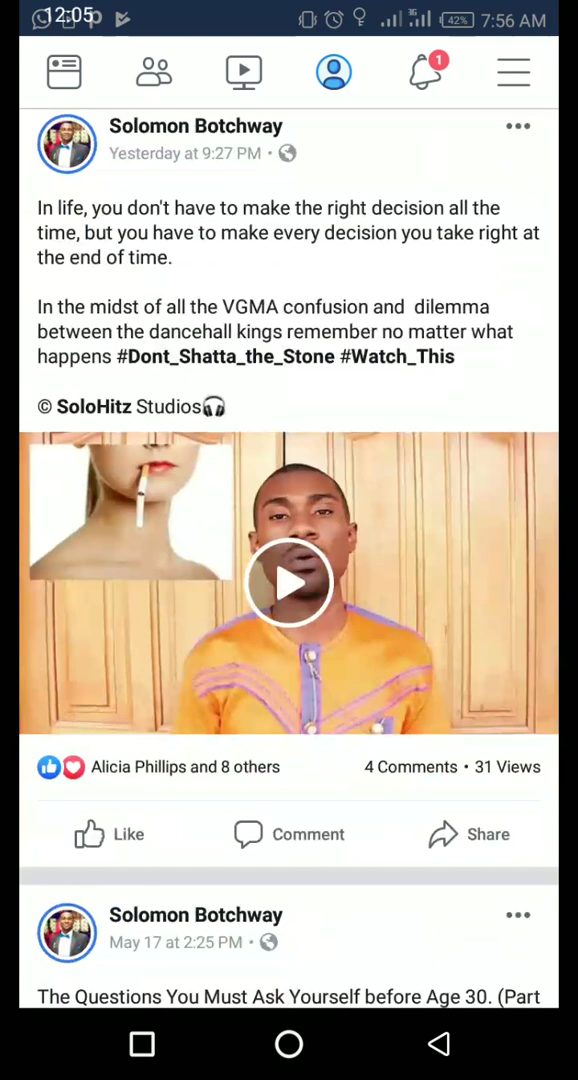 12:05
42% 7:56 AM
1
Solomon Botchway
Yesterday at 9:27 PM •
In life, you don't have to make the right decision all the
time, but you have to make every decision you take right at
the end of time.
In the midst of all the VGMA confusion and dilemma
between the dancehall kings remember no matter what
happens #Dont_Shatta_the_Stone #Watch_This
© SoloHitz Studios🎧
Alicia Phillips and 8 others
4 Comments • 31 Views
Like
Comment
Share
Solomon Botchway
May 17 at 2:25 PM •
The Questions You Must Ask Yourself before Age 30. (Part